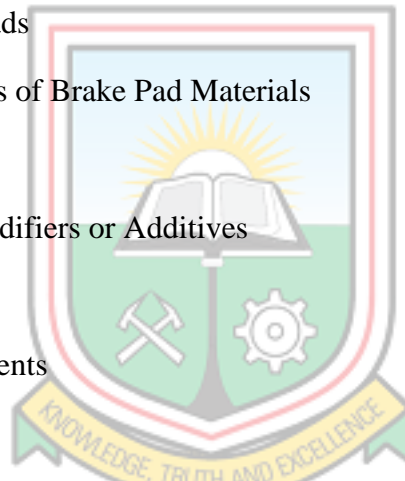 ds
s of Brake Pad Materials
difiers or Additives
ents
KNOWLEDGE, TRUTH AND EXCELLENCE